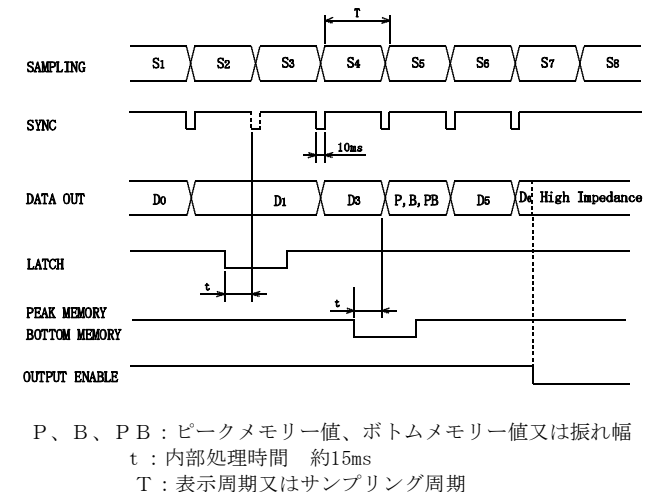 T
SAMPLING S1 S2 S3 S4 S5 S6 S7 S8
SYNC
10ms
DATA OUT D0 D1 D3 P,B,PB D5 D6 High Impedance
LATCH
t
t
PEAK MEMORY
BOTTOM MEMORY
OUTPUT ENABLE
P、B、PB:ピークメモリー値、ボトムメモリー値又は振れ幅
t:内部処理時間 約15ms
T:表示周期又はサンプリング周期